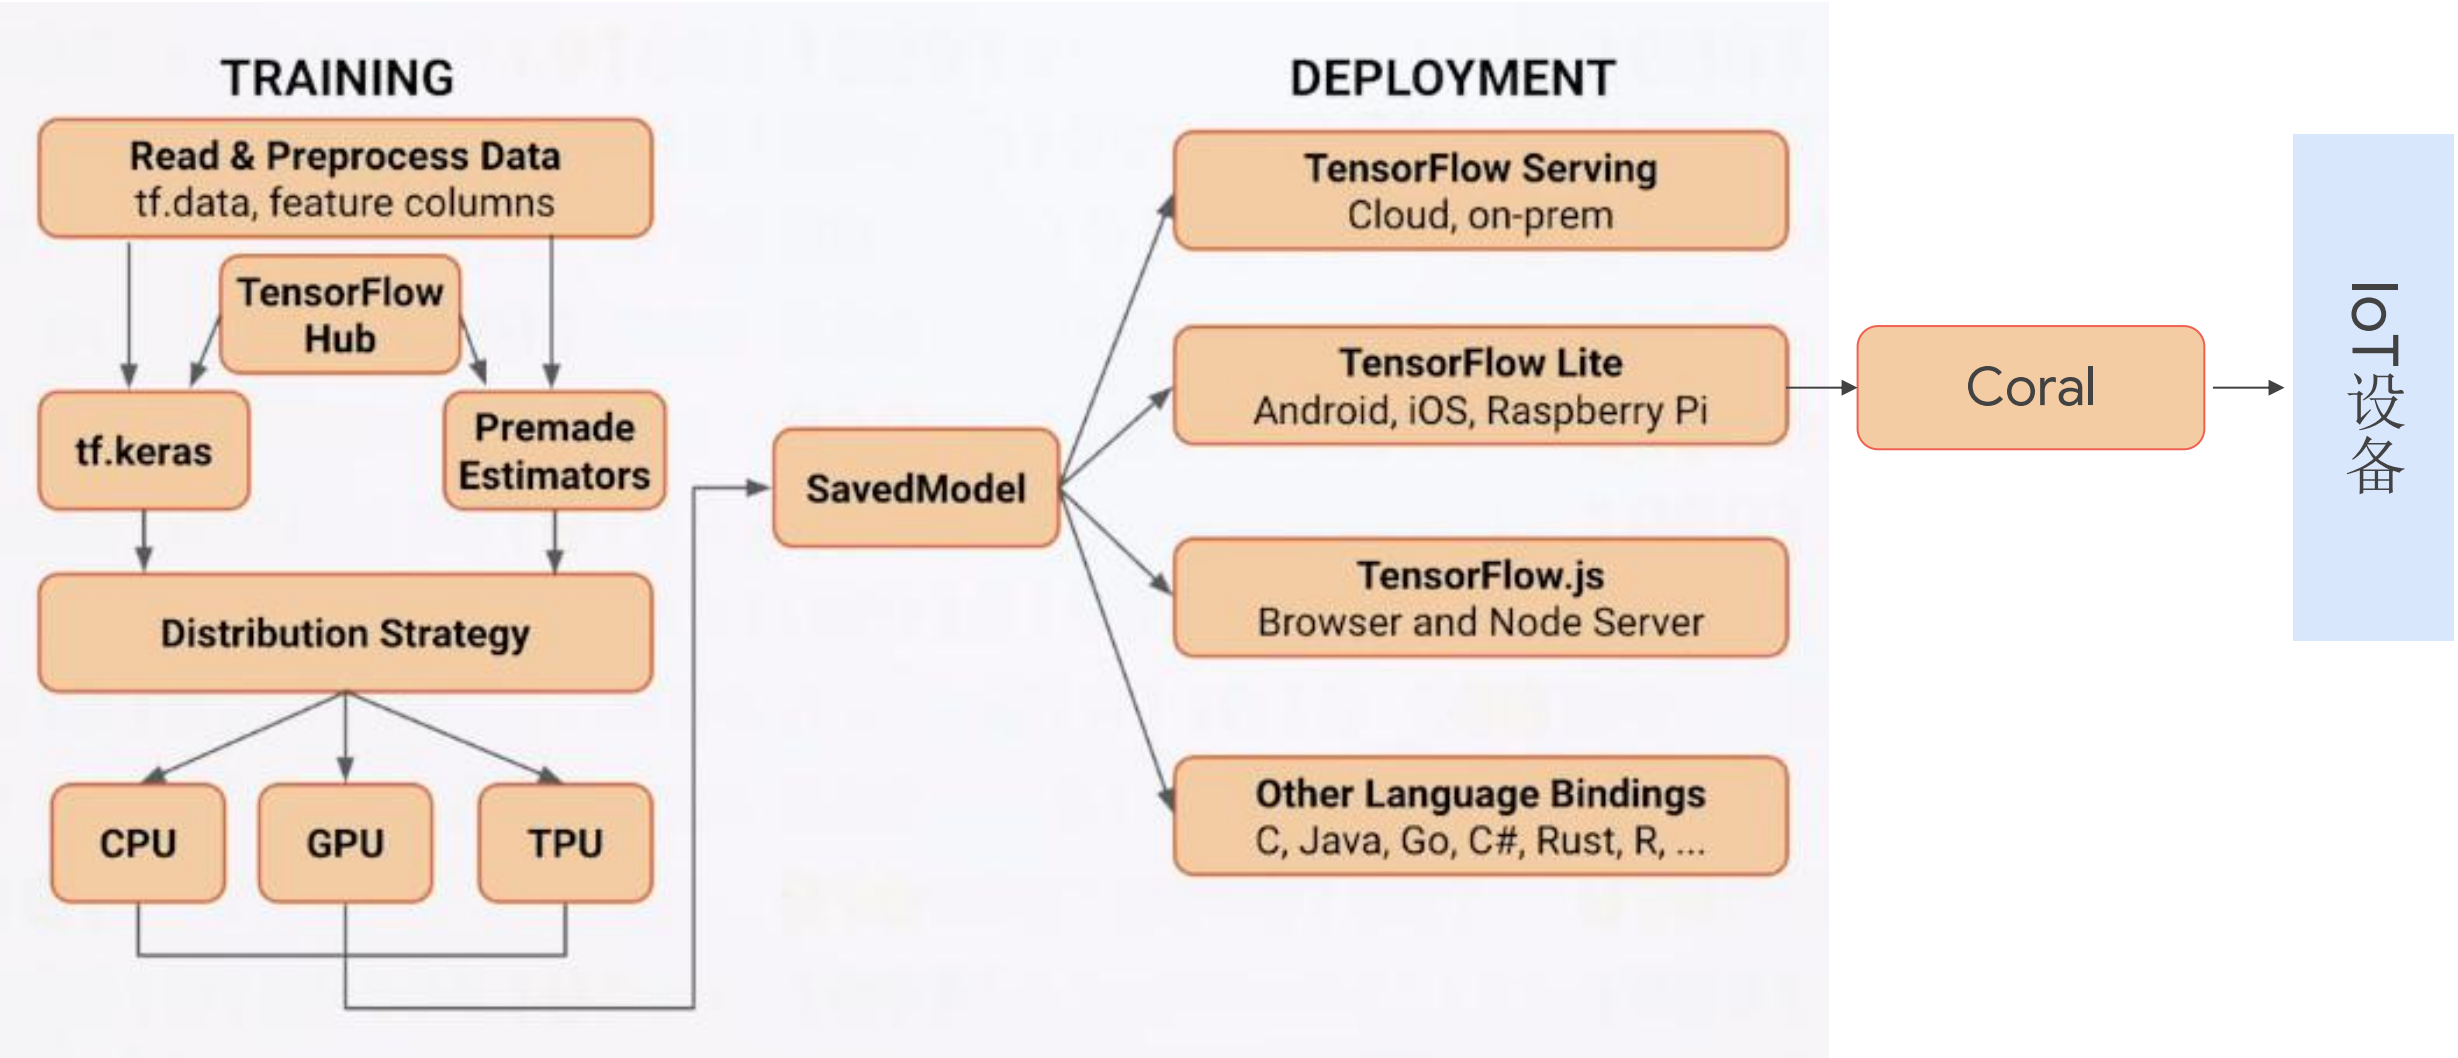 TRAINING
Read & Preprocess Data
tf.data, feature columns
TensorFlow
Hub
tf.keras
Premade
Estimators
Distribution Strategy
CPU
GPU
TPU
SavedModel
DEPLOYMENT
TensorFlow Serving
Cloud, on-prem
TensorFlow Lite
Android, iOS, Raspberry Pi
TensorFlow.js
Browser and Node Server
Other Language Bindings
C, Java, Go, C#, Rust, R, ...
Coral
IoT设备